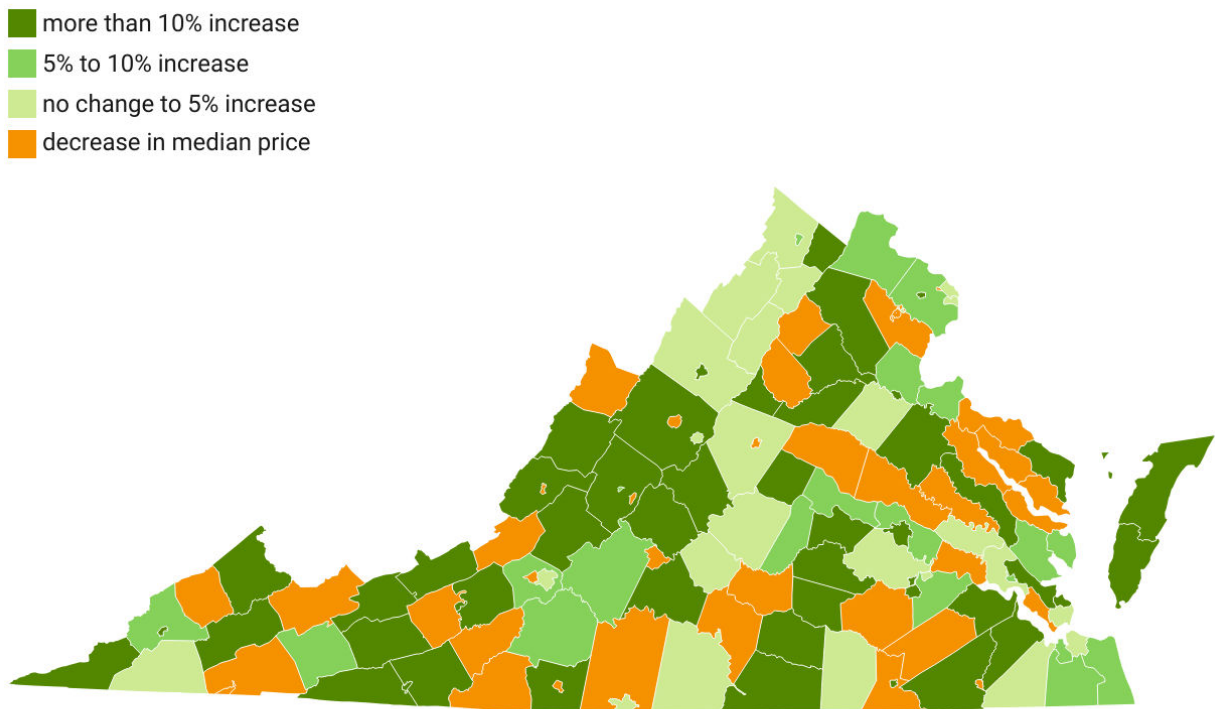 more than 10% increase
5% to 10% increase
no change to 5% increase
decrease in median price